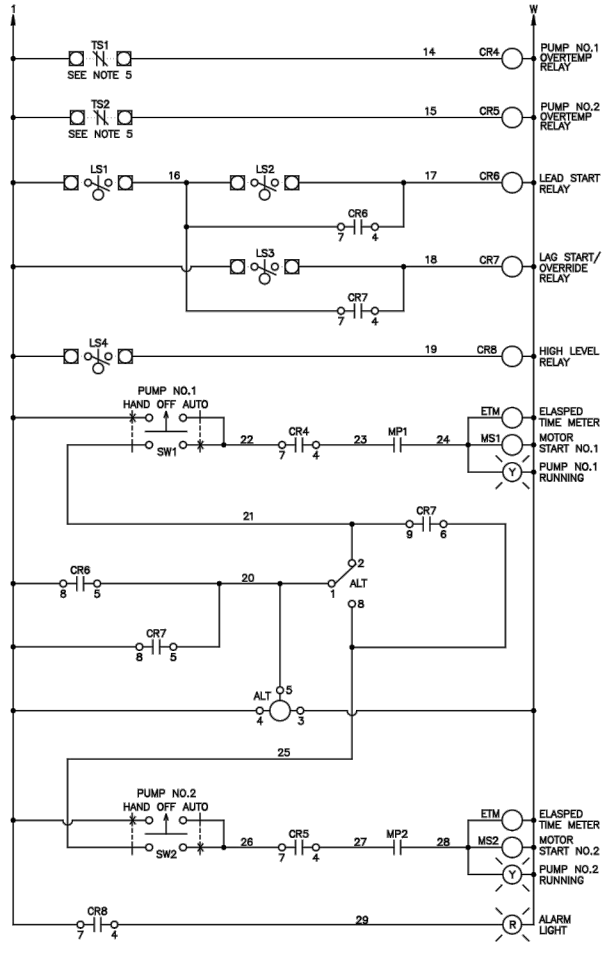 1 W
TS1 14 CR4 PUMP NO.1
OVERTEMP
RELAY
SEE NOTE 5
TS2 15 CR5 PUMP NO.2
OVERTEMP
RELAY
SEE NOTE 5
LS1 16 LS2 17 CR6 LEAD START
RELAY
CR6
7 4
LS3 18 CR7 LAG START/
OVERRIDE
RELAY
CR7
7 4
LS4 19 CR8 HIGH LEVEL
RELAY
PUMP NO.1
HAND OFF AUTO
ETM ELASPED
TIME METER
SW1 22 CR4 23 MP1 24 MS1 MOTOR
START NO.1
7 4
Y PUMP NO.1
RUNNING
21 CR7
9 6
2
CR6 20 1 ALT
8 5
8
CR7
8 5
ALT 5
4 3
25
PUMP NO.2
HAND OFF AUTO
ETM ELASPED
TIME METER
SW2 26 CR5 27 MP2 28 MS2 MOTOR
START NO.2
7 4
Y PUMP NO.2
RUNNING
CR8 29 R ALARM
LIGHT
7 4